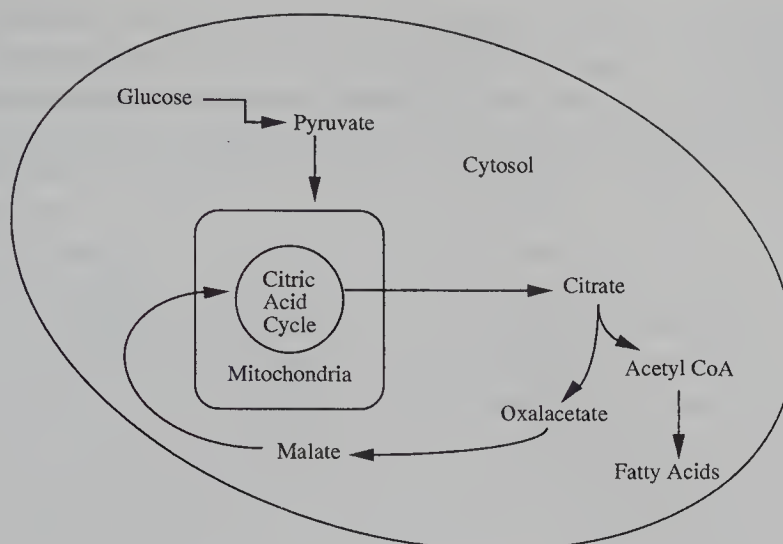 Glucose
Pyruvate
Cytosol
Citric
Acid
Cycle
Citrate
Mitochondria
Acetyl CoA
Oxalacetate
Malate
Fatty Acids